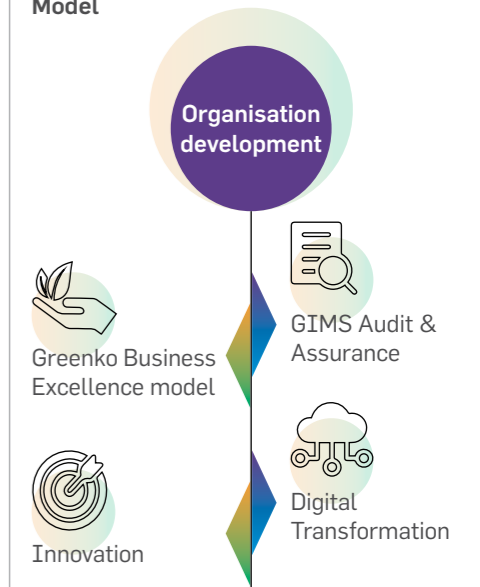 Model
Organisation
development
GIMS Audit &
Assurance
Greenko Business
Excellence model
Digital
Transformation
Innovation